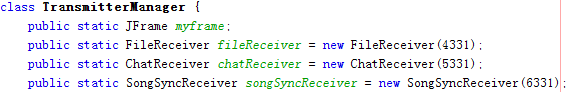 class TransmitterManager {
public static JFrame myframe;
public static FileReceiver fileReceiver = new FileReceiver(4331);
public static ChatReceiver chatReceiver = new ChatReceiver(5331);
public static SongSyncReceiver songSyncReceiver = new SongSyncReceiver(6331);